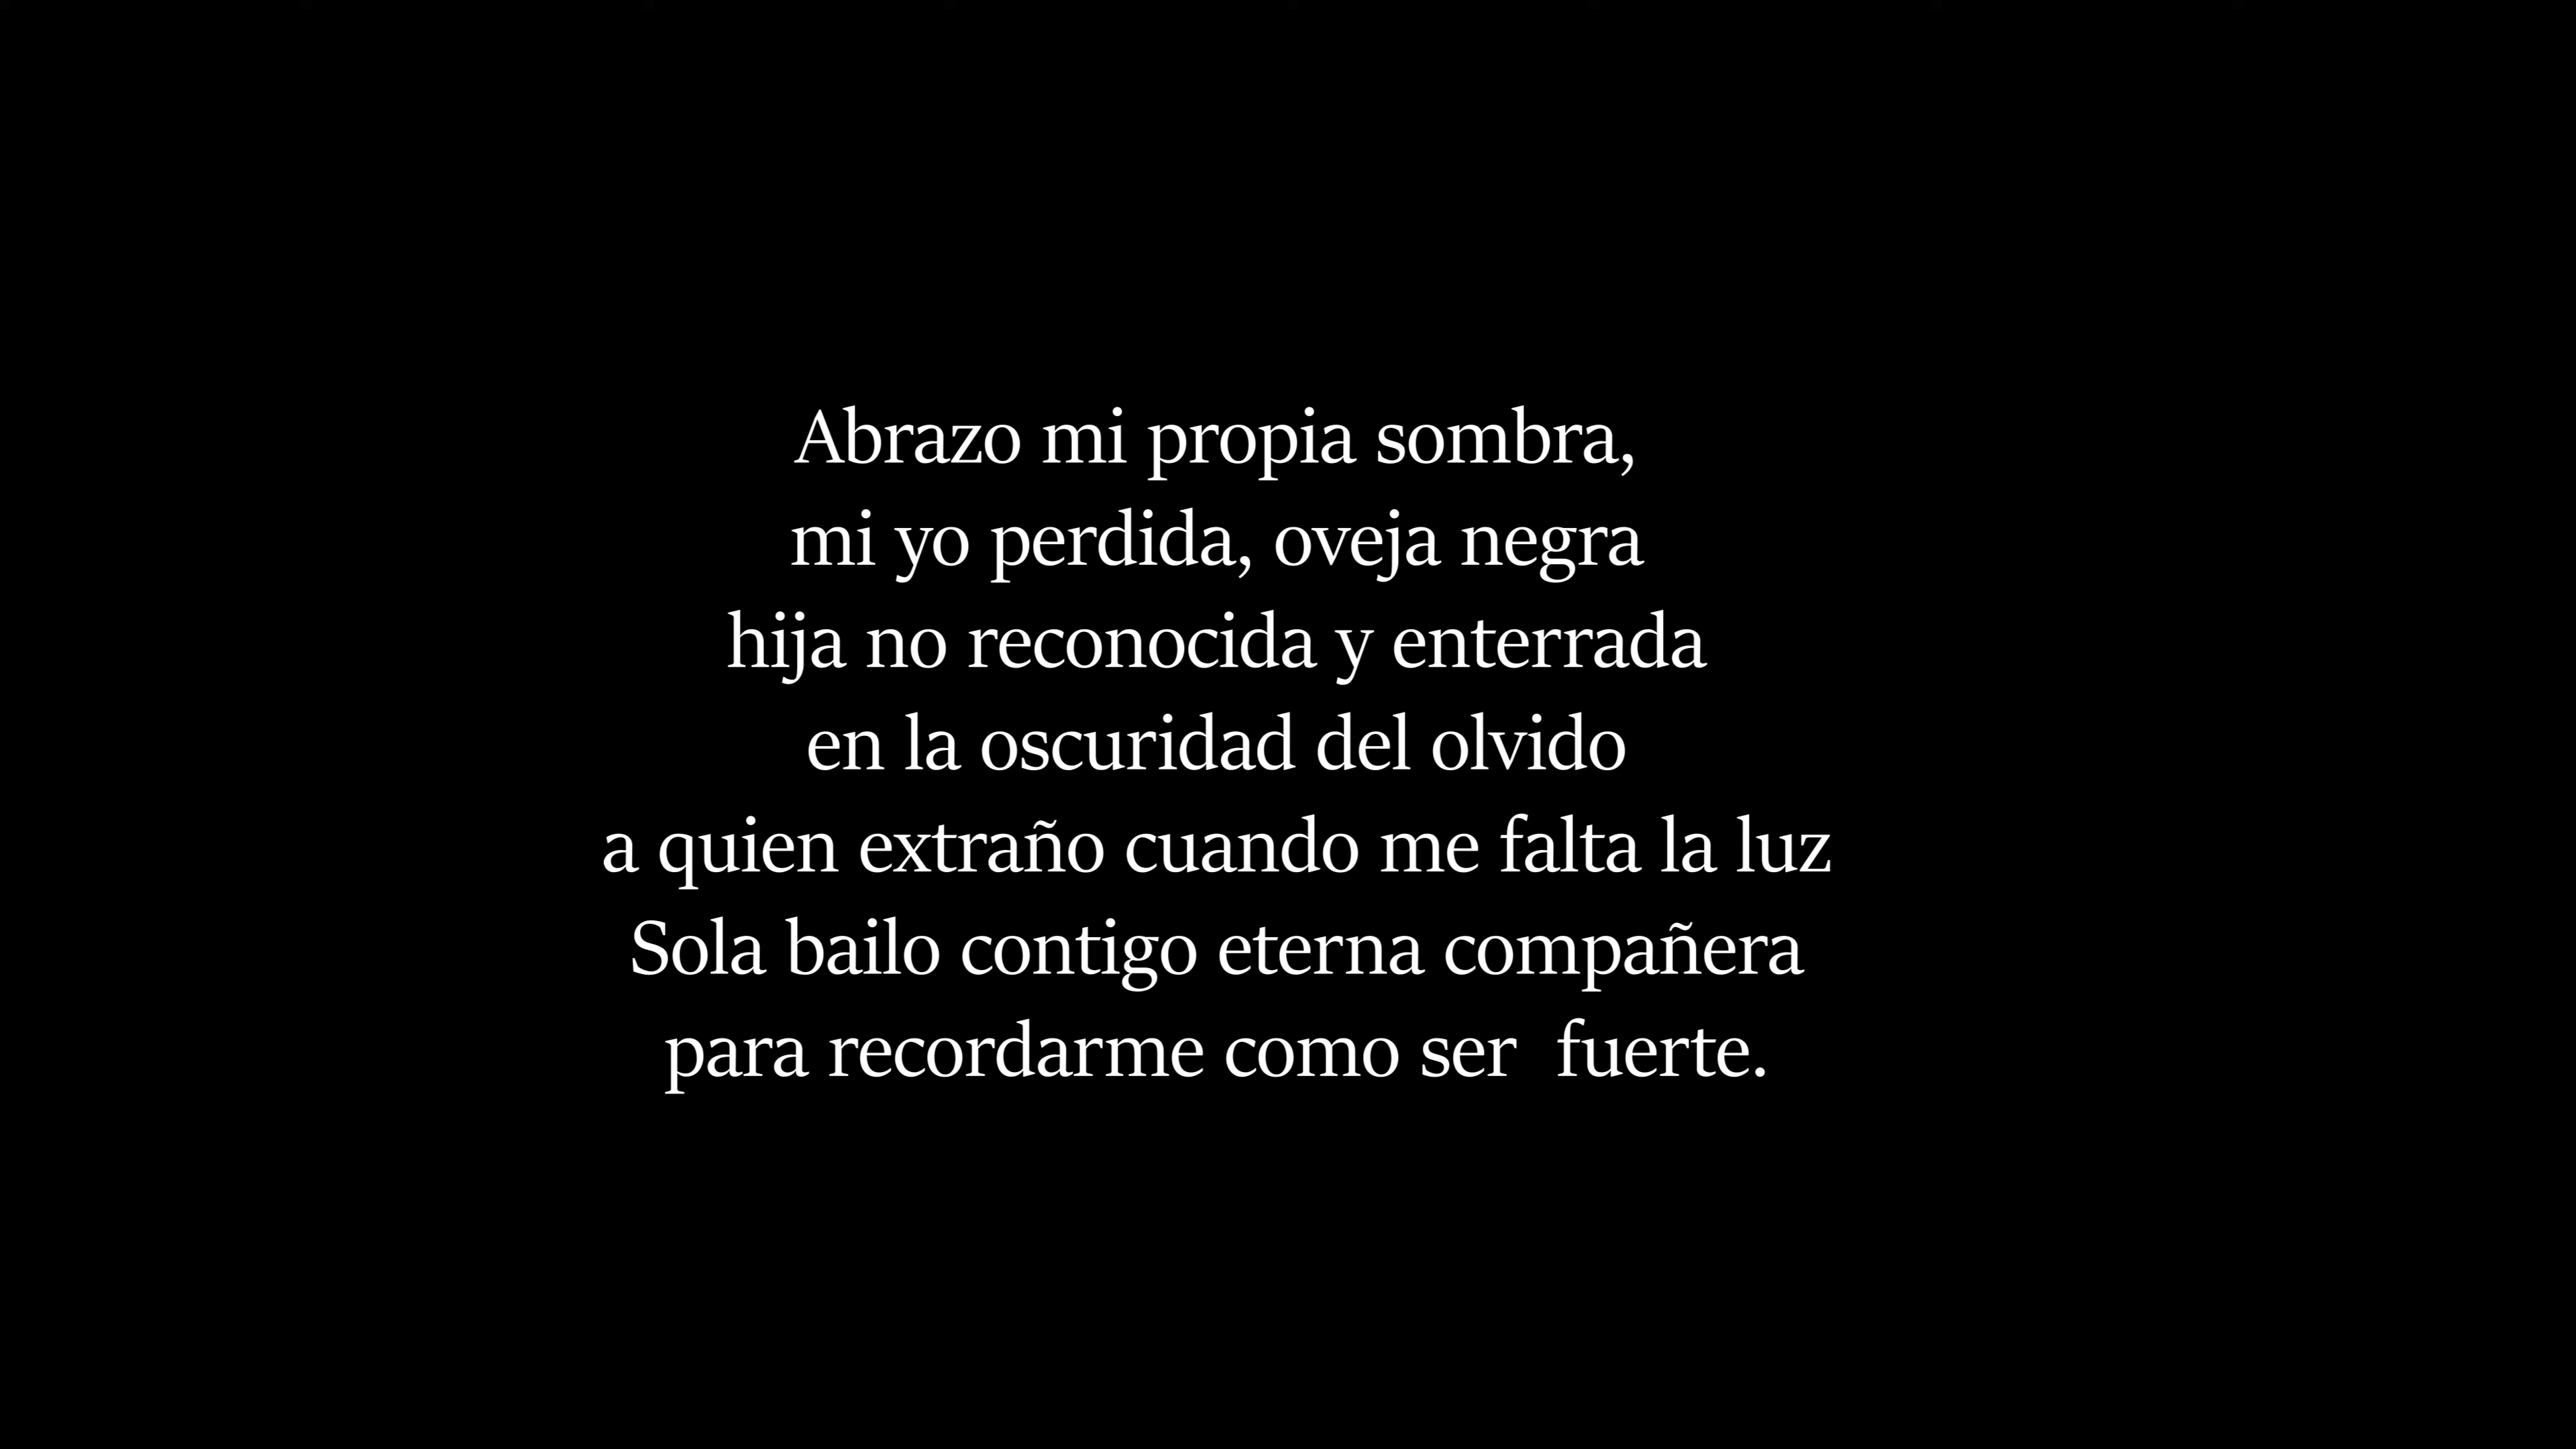 Abrazo mi propia sombra,
mi yo perdida, oveja negra
hija no reconocida y enterrada
en la oscuridad del olvido
a quien extraño cuando me falta la luz
Sola bailo contigo eterna compañera
para recordarme como ser  fuerte.